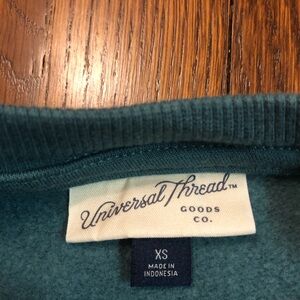 Universal Thread™
GOODS
CO.
XS
MADE IN
INDONESIA